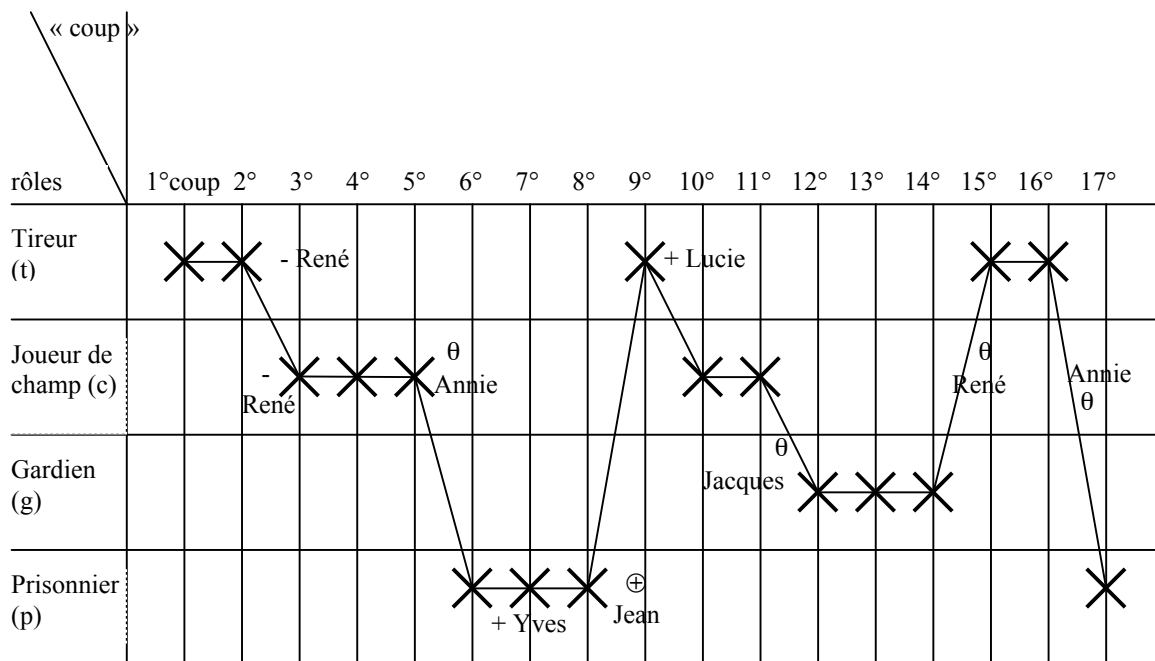 « coup »
rôles 1°coup 2° 3° 4° 5° 6° 7° 8° 9° 10° 11° 12° 13° 14° 15° 16° 17°
Tireur
(t)
- René
+ Lucie
Joueur de
champ (c)
-
René
θ
Annie
θ
René
Annie
θ
Gardien
(g)
θ
Jacques
Prisonnier
(p)
+ Yves
⊕
Jean